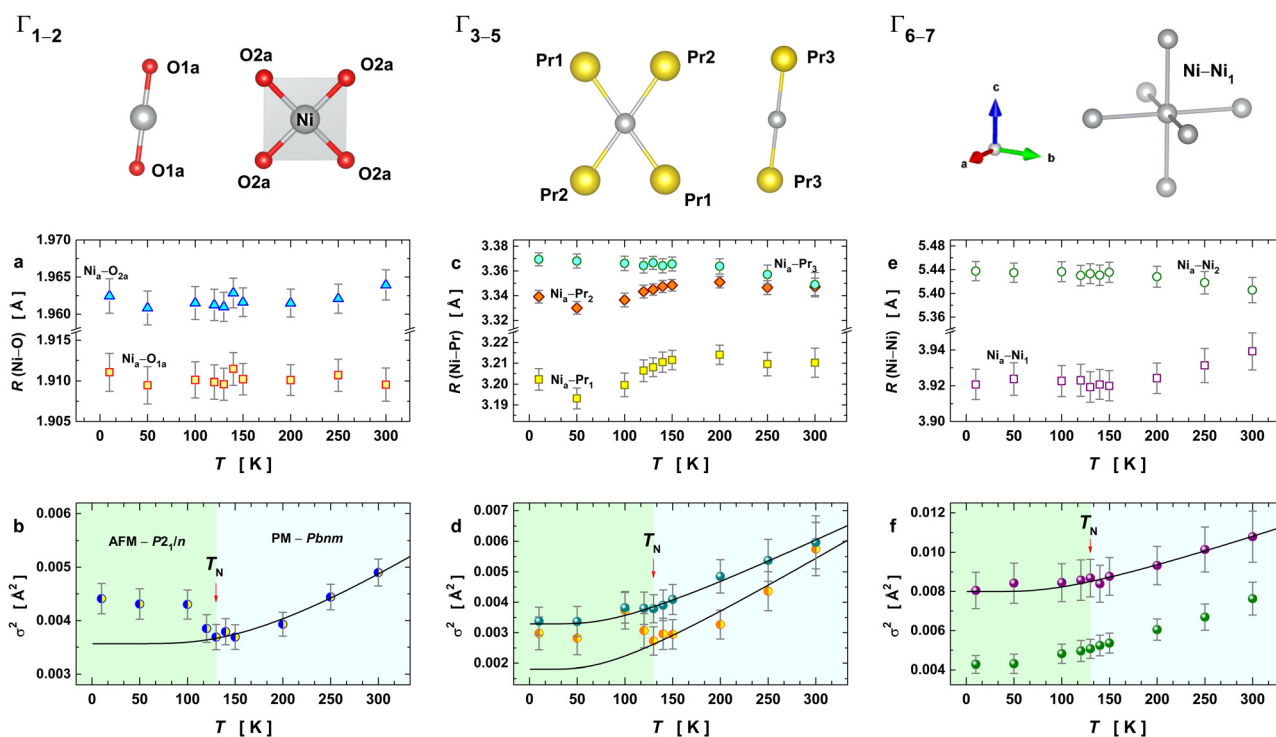 Γ1–2
O1a
O1a
O2a
O2a
Ni
O2a
O2a
Γ3–5
Pr1
Pr2
Pr2
Pr1
Pr3
Pr3
Γ6–7
c
a
b
Ni–Ni1
a
R (Ni–O) [ Å ]
1.970
1.965
1.960
1.915
1.910
1.905
Nia–O2a
Nia–O1a
0 50 100 150 200 250 300
T [ K ]
c
R (Ni–Pr) [ Å ]
3.38
3.36
3.34
3.32
3.21
3.20
3.19
Nia–Pr3
Nia–Pr2
Nia–Pr1
0 50 100 150 200 250 300
T [ K ]
e
R (Ni–Ni) [ Å ]
5.48
5.44
5.40
5.36
3.94
3.92
3.90
Nia–Ni2
Nia–Ni1
0 50 100 150 200 250 300
T [ K ]
b
σ2 [ Å2 ]
0.006
0.005
0.004
0.003
AFM – P21/n
PM – Pbnm
TN
0 50 100 150 200 250 300
T [ K ]
d
σ2 [ Å2 ]
0.007
0.006
0.005
0.004
0.003
0.002
TN
0 50 100 150 200 250 300
T [ K ]
f
σ2 [ Å2 ]
0.012
0.010
0.008
0.006
0.004
TN
0 50 100 150 200 250 300
T [ K ]